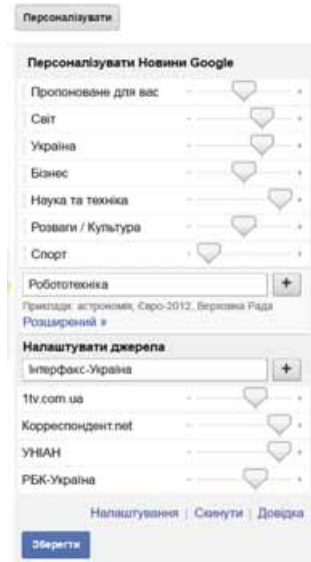 Персоналізувати
Персоналізувати Новини Google
Пропоноване для вас
Світ
Україна
Бізнес
Наука та техніка
Розваги / Культура
Спорт
Робототехніка
+
Приклади: астрономія, Євро-2012, Верховна Рада
Розширений »
Налаштувати джерела
Інтерфакс-Україна
+
1tv.com.ua
Корреспондент.net
УНІАН
РБК-Україна
Налаштування | Скинути | Довідка
Зберегти